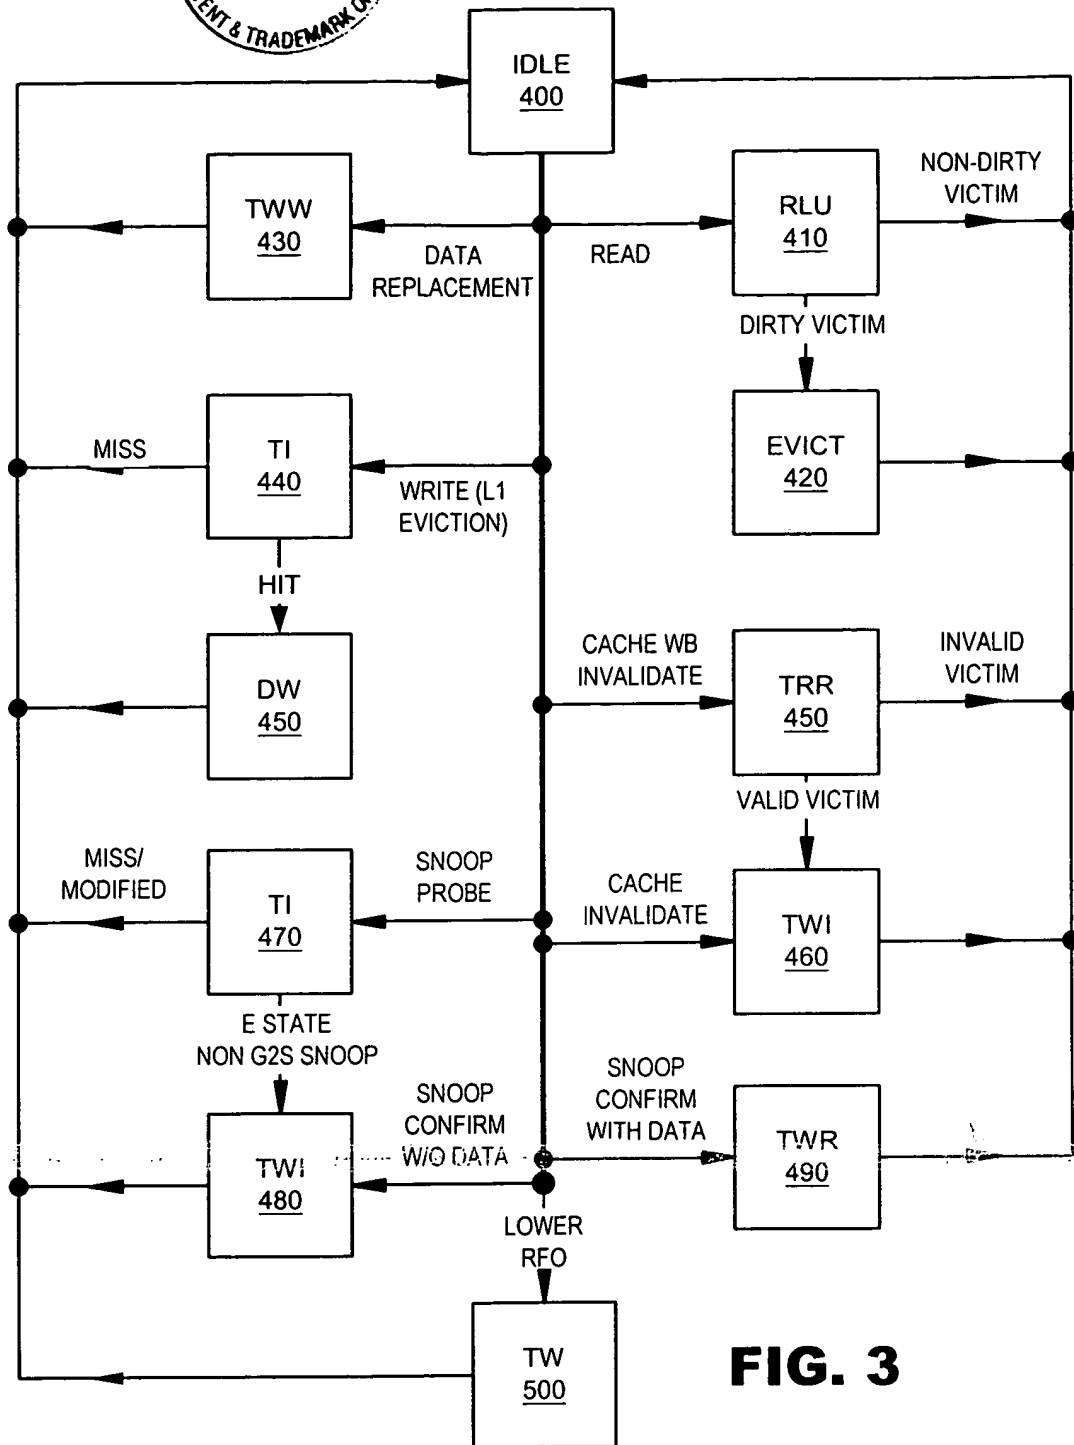 ENT & TRADEMARK O
IDLE
400
TWW
430
DATA
REPLACEMENT
READ
RLU
410
NON-DIRTY
VICTIM
DIRTY VICTIM
EVICT
420
MISS
TI
440
WRITE (L1
EVICTION)
HIT
DW
450
CACHE WB
INVALIDATE
TRR
450
INVALID
VICTIM
VALID VICTIM
MISS/
MODIFIED
TI
470
SNOOP
PROBE
CACHE
INVALIDATE
TWI
460
E STATE
NON G2S SNOOP
TWI
480
SNOOP
CONFIRM
W/O DATA
SNOOP
CONFIRM
WITH DATA
TWR
490
LOWER
RFO
TW
500
FIG. 3